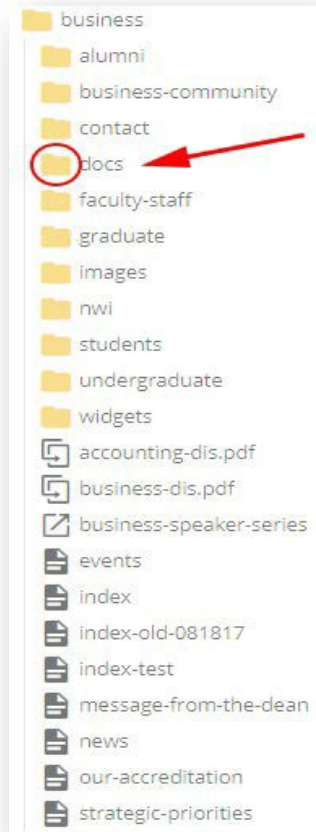 business
alumni
business-community
contact
docs
faculty-staff
graduate
images
nwi
students
undergraduate
widgets
accounting-dis.pdf
business-dis.pdf
business-speaker-series
events
index
index-old-081817
index-test
message-from-the-dean
news
our-accreditation
strategic-priorities